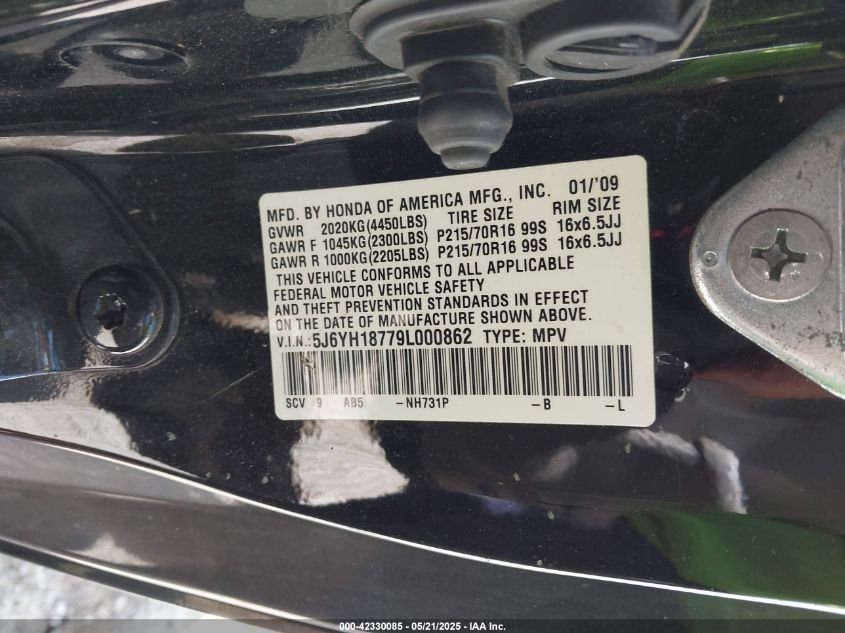 MFD. BY HONDA OF AMERICA MFG., INC. 01/'09
GVWR 2020KG(4450LBS) TIRE SIZE RIM SIZE
GAWR F 1045KG(2300LBS) P215/70R16 99S 16x6.5JJ
GAWR R 1000KG(2205LBS) P215/70R16 99S 16x6.5JJ
THIS VEHICLE CONFORMS TO ALL APPLICABLE
FEDERAL MOTOR VEHICLE SAFETY
AND THEFT PREVENTION STANDARDS IN EFFECT
ON THE DATE OF MANUFACTURE SHOWN ABOVE.
V.I.N.:5J6YH18779L000862 TYPE: MPV
SCV 9 AB5 -NH731P -B -L
000-42330085 - 05/21/2025 - IAA Inc.